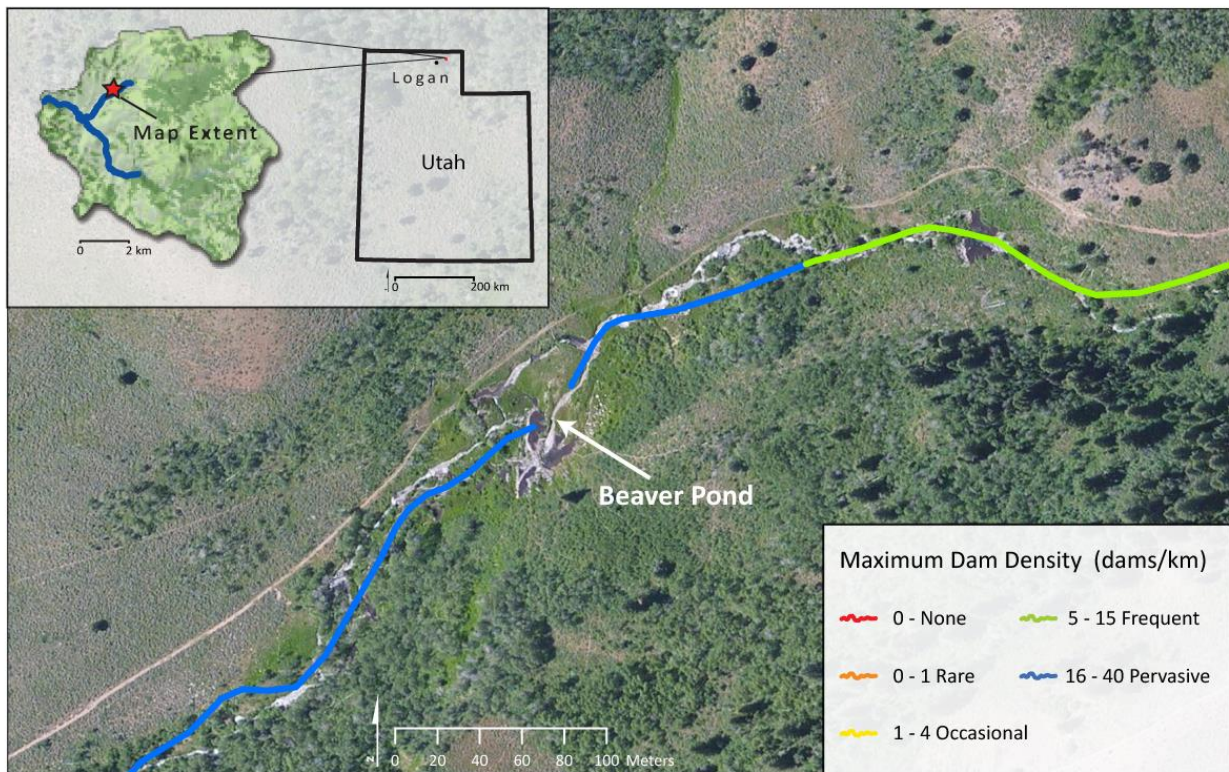 Logan
Utah
Map Extent
0 2 km
0 200 km
Beaver Pond
Maximum Dam Density (dams/km)
0 - None
5 - 15 Frequent
0 - 1 Rare
16 - 40 Pervasive
1 - 4 Occasional
0 20 40 60 80 100 Meters